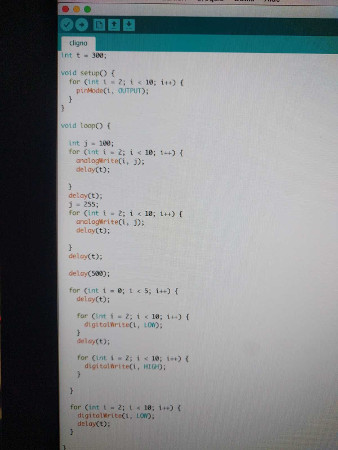 cligno
int t = 300;
void setup() {
for (int i = 2; i < 10; i++) {
pinMode(i, OUTPUT);
}
}
void loop() {
int j = 100;
for (int i = 2; i < 10; i++) {
analogWrite(i, j);
delay(t);
}
delay(t);
j = 255;
for (int i = 2; i < 10; i++) {
analogWrite(i, j);
delay(t);
}
delay(t);
delay(500);
for (int i = 0; i < 5; i++) {
delay(t);
for (int i = 2; i < 10; i++) {
digitalWrite(i, LOW);
}
delay(t);
for (int i = 2; i < 10; i++) {
digitalWrite(i, HIGH);
}
}
for (int i = 2; i < 10; i++) {
digitalWrite(i, LOW);
delay(t);
}
}